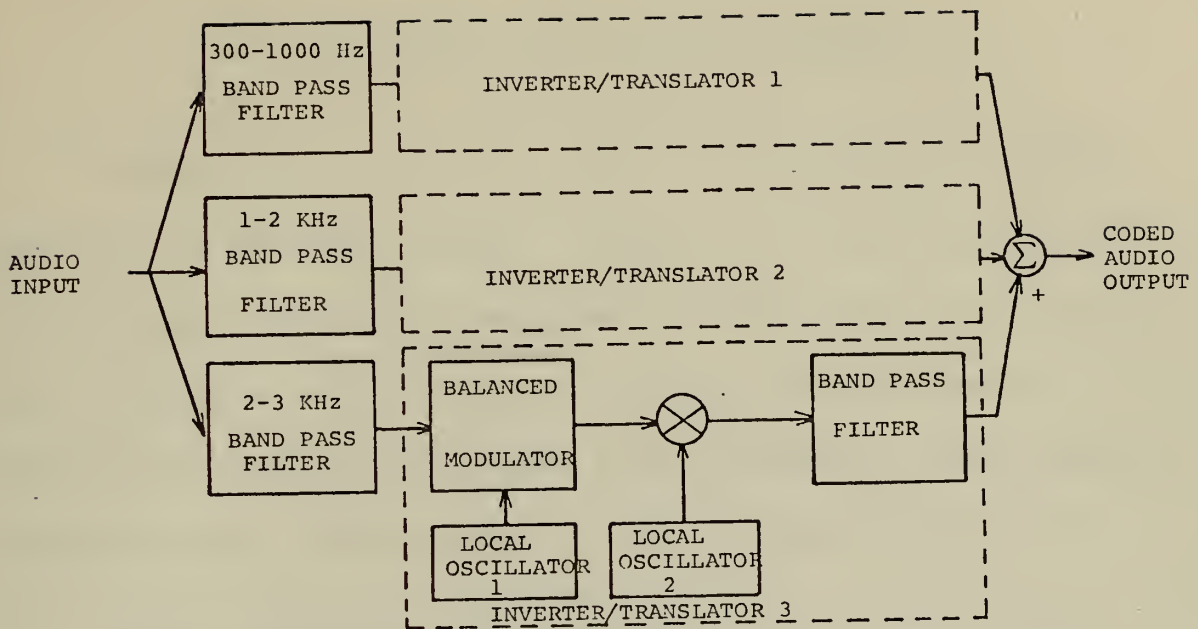 300-1000 Hz
BAND PASS
FILTER
INVERTER/TRANSLATOR 1
AUDIO
INPUT
1-2 KHz
BAND PASS
FILTER
INVERTER/TRANSLATOR 2
Σ
+
CODED
AUDIO
OUTPUT
2-3 KHz
BAND PASS
FILTER
BALANCED
MODULATOR
BAND PASS
FILTER
LOCAL
OSCILLATOR
1
LOCAL
OSCILLATOR
2
INVERTER/TRANSLATOR 3